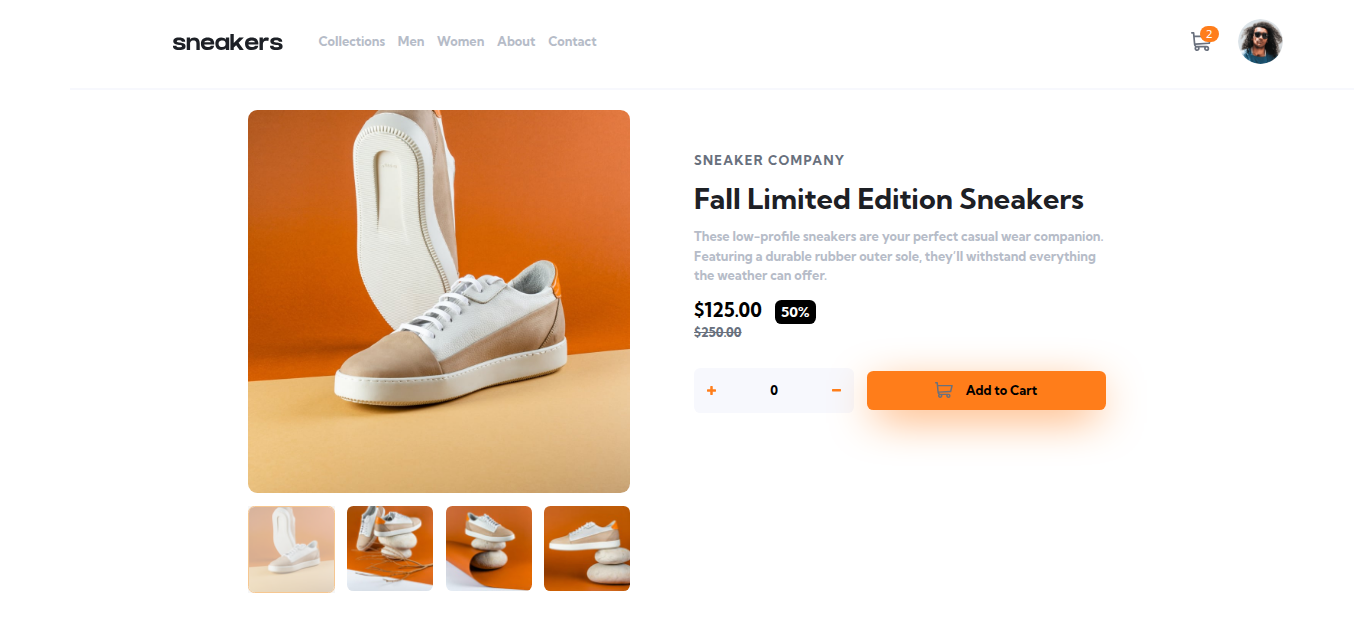 sneakers Collections Men Women About Contact 2
SNEAKER COMPANY
Fall Limited Edition Sneakers
These low-profile sneakers are your perfect casual wear companion.
Featuring a durable rubber outer sole, they'll withstand everything
the weather can offer.
$125.00 50%
$250.00
+ 0 − Add to Cart